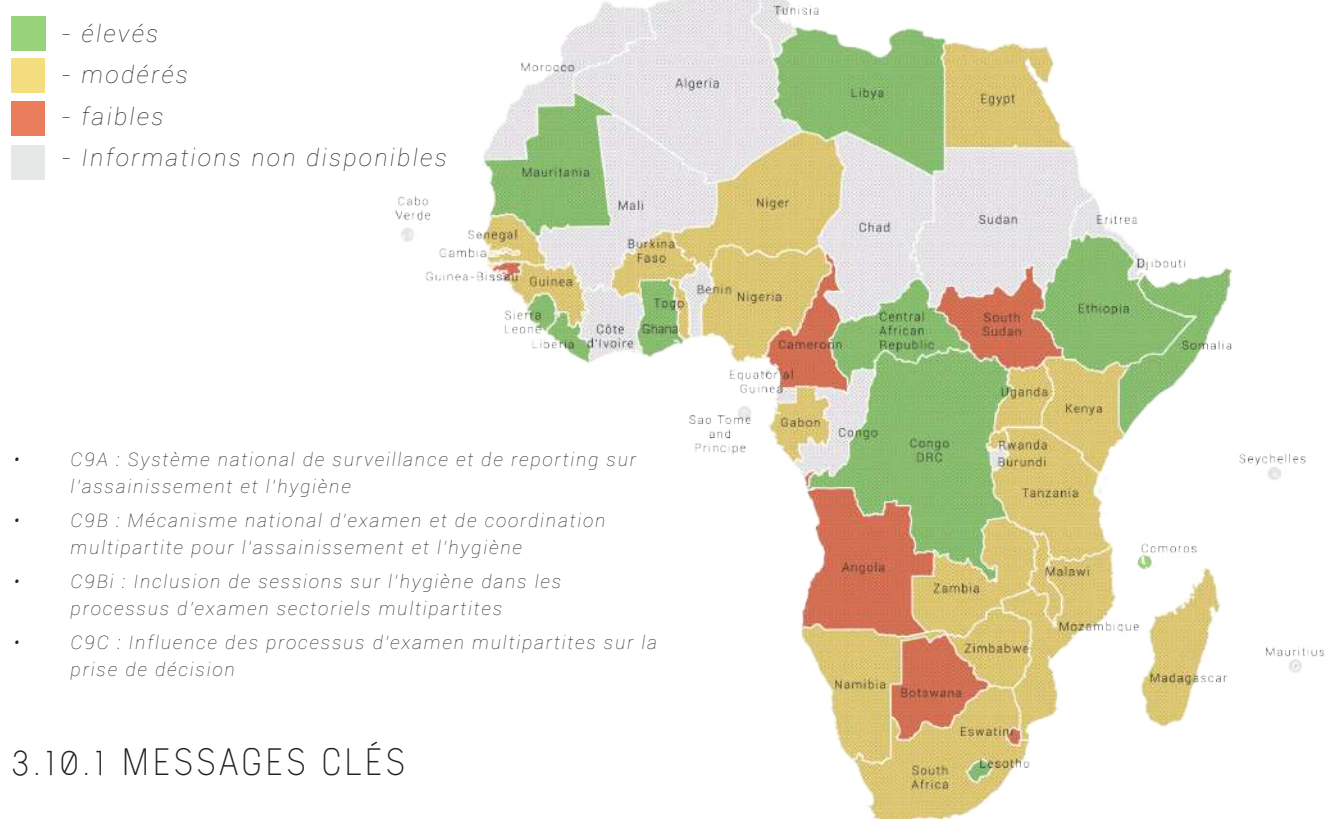 - élevés
- modérés
- faibles
- Informations non disponibles
Tunisia
Morocco
Algeria
Libya
Egypt
Mauritania
Cabo
Verde
Mali
Niger
Chad
Sudan
Eritrea
Senegal
Gambia
Guinea-Bissau
Guinea
Burkina
Faso
Djibouti
Benin
Nigeria
Togo
Ghana
Sierra
Leone
Liberia
Côte
d'Ivoire
Cameroon
Central
African
Republic
South
Sudan
Ethiopia
Somalia
Equatorial
Guinea
Sao Tome
and
Principe
Gabon
Congo
Congo
DRC
Uganda
Kenya
Rwanda
Burundi
Tanzania
Seychelles
Comoros
Angola
Zambia
Malawi
Mozambique
Zimbabwe
Namibia
Botswana
Madagascar
Mauritius
Eswatini
Lesotho
South
Africa
• C9A : Système national de surveillance et de reporting sur
l'assainissement et l'hygiène
• C9B : Mécanisme national d'examen et de coordination
multipartite pour l'assainissement et l'hygiène
• C9Bi : Inclusion de sessions sur l'hygiène dans les
processus d'examen sectoriels multipartites
• C9C : Influence des processus d'examen multipartites sur la
prise de décision
3.10.1 MESSAGES CLÉS